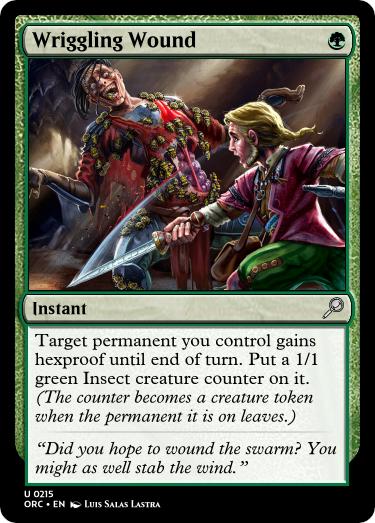 Wriggling Wound
Instant
Target permanent you control gains
hexproof until end of turn. Put a 1/1
green Insect creature counter on it.
(The counter becomes a creature token
when the permanent it is on leaves.)
“Did you hope to wound the swarm? You
might as well stab the wind.”
U 0215
ORC • EN Luis Salas Lastra